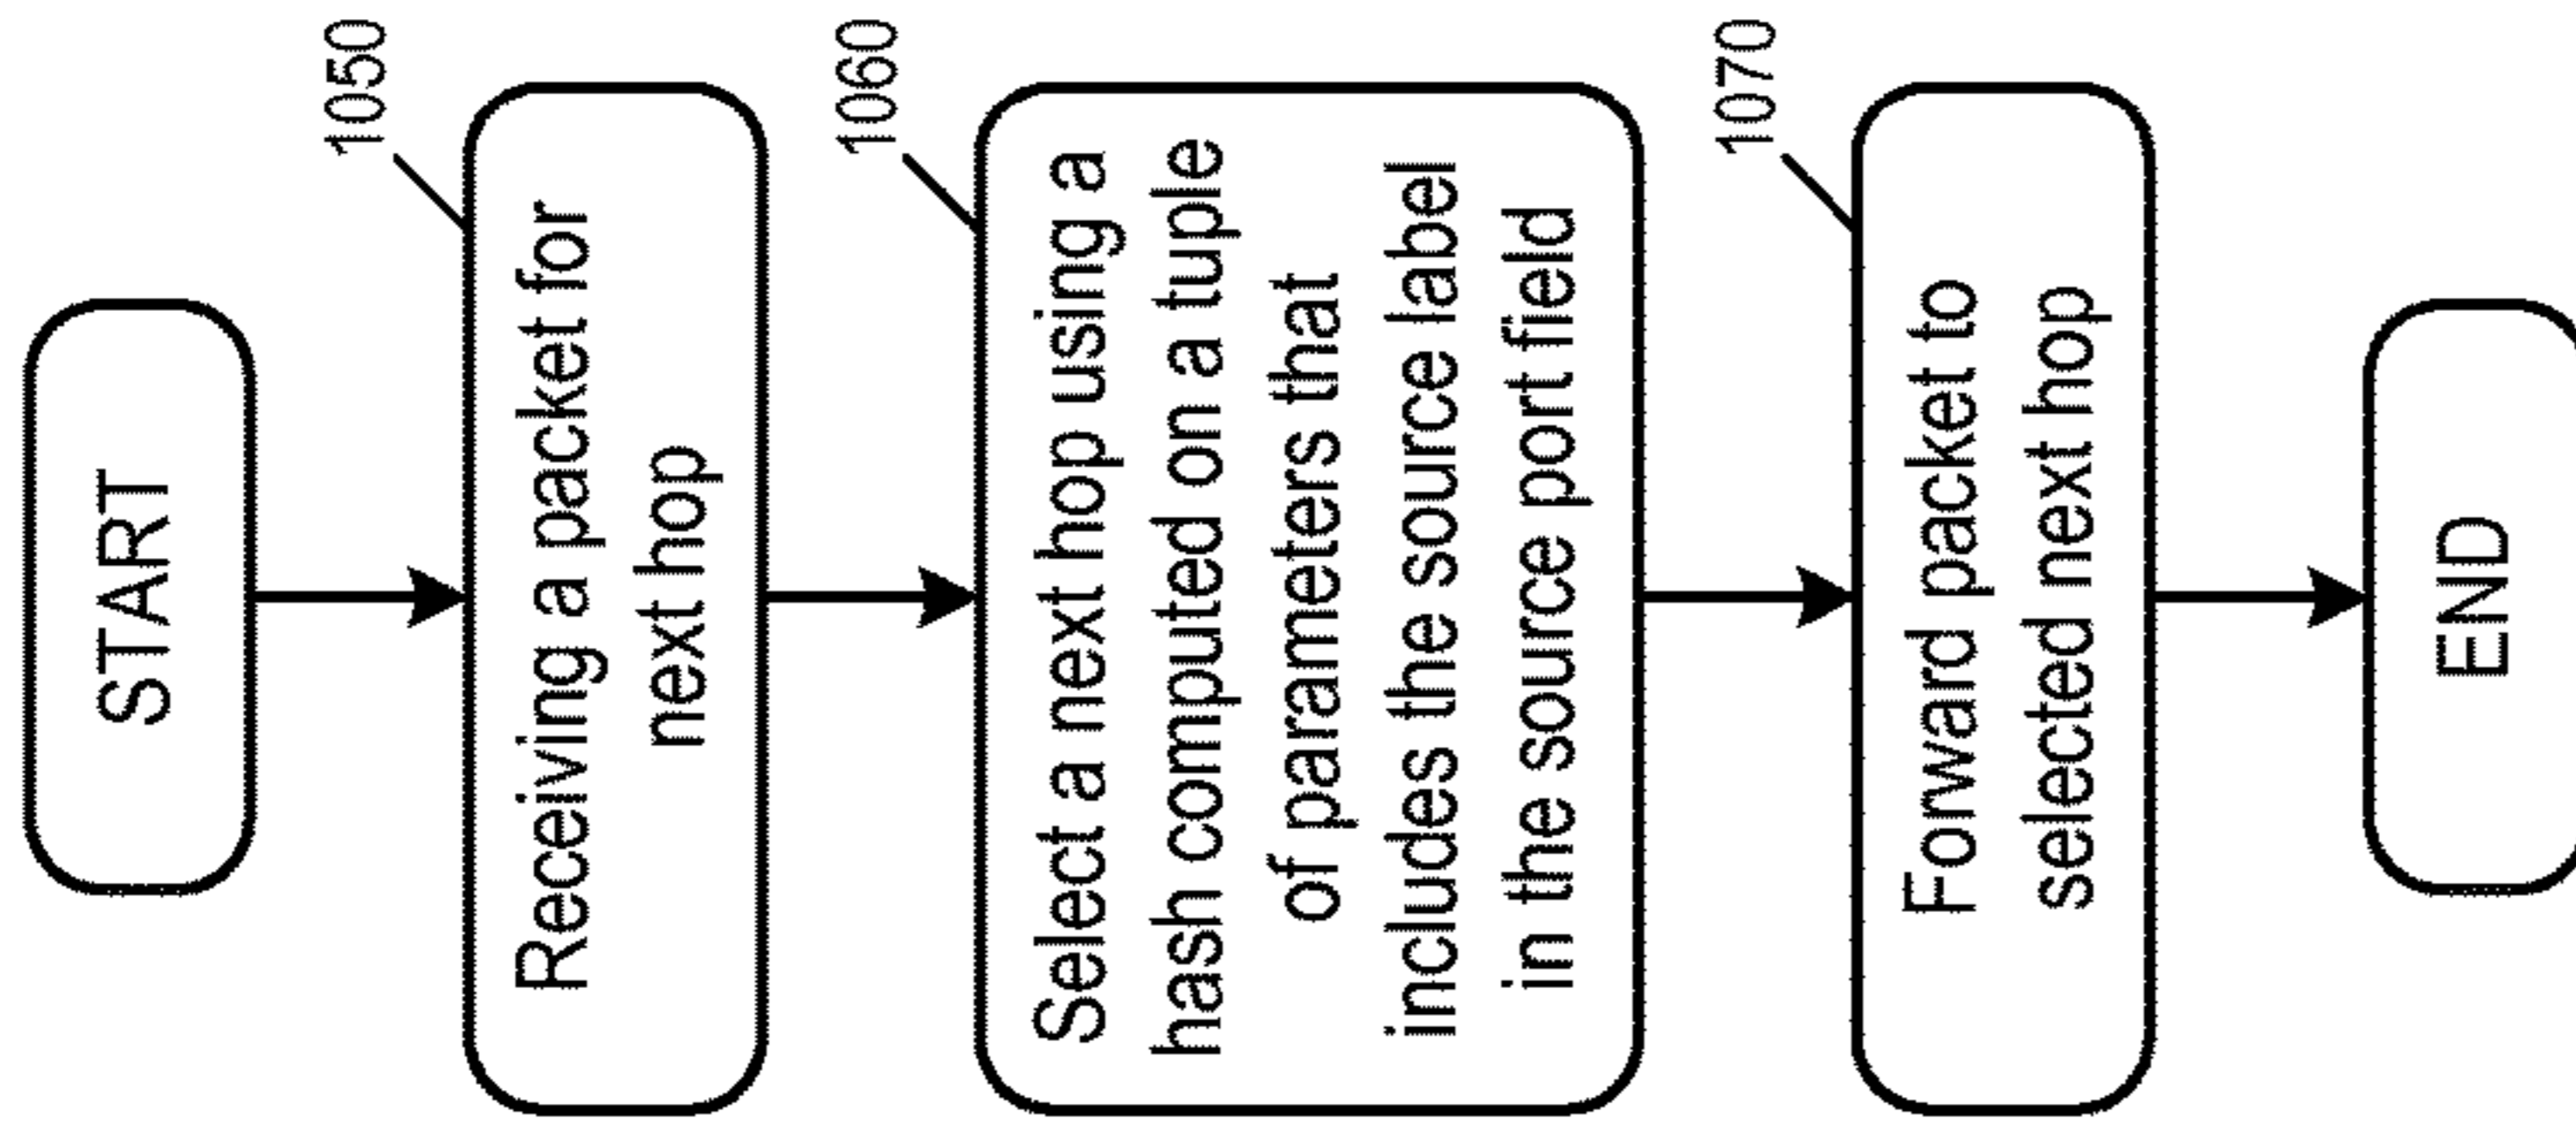 START
1050
Receiving a packet for
next hop
1060
Select a next hop using a
hash computed on a tuple
of parameters that
includes the source label
in the source port field
1070
Forward packet to
selected next hop
END